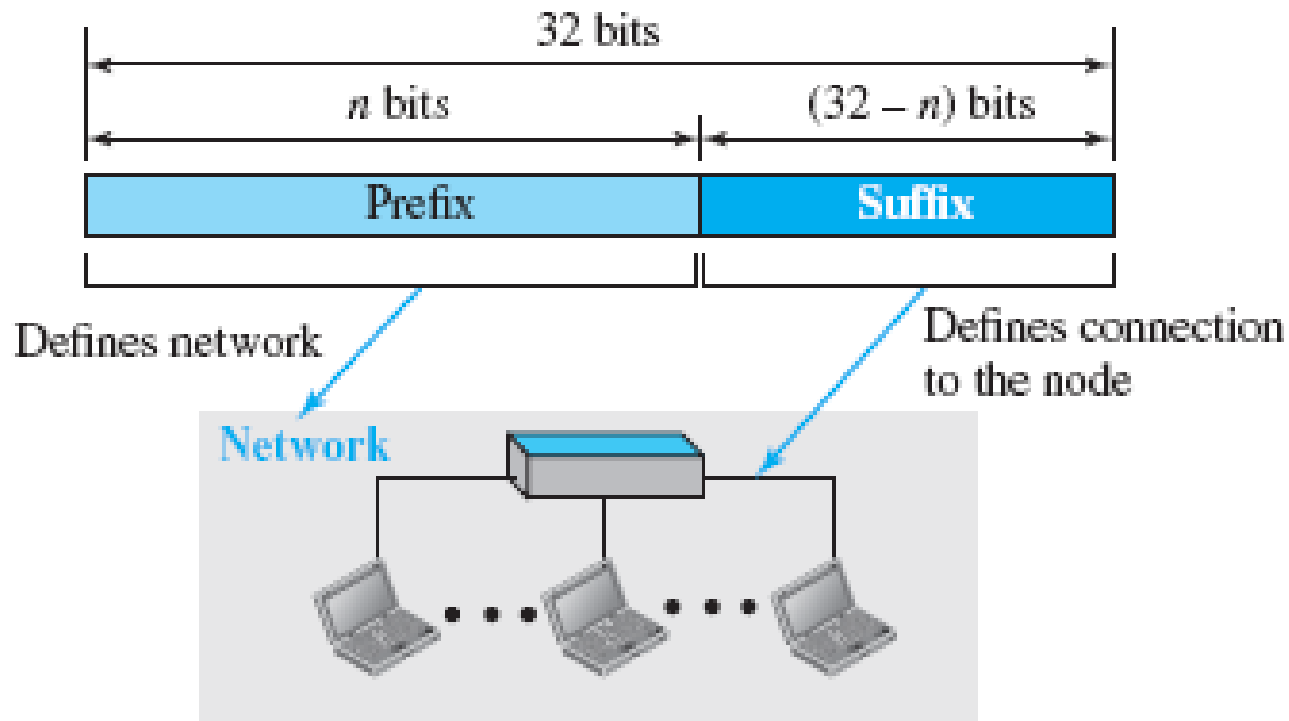 32 bits
n bits
(32 – n) bits
Prefix
Suffix
Defines network
Defines connection
to the node
Network